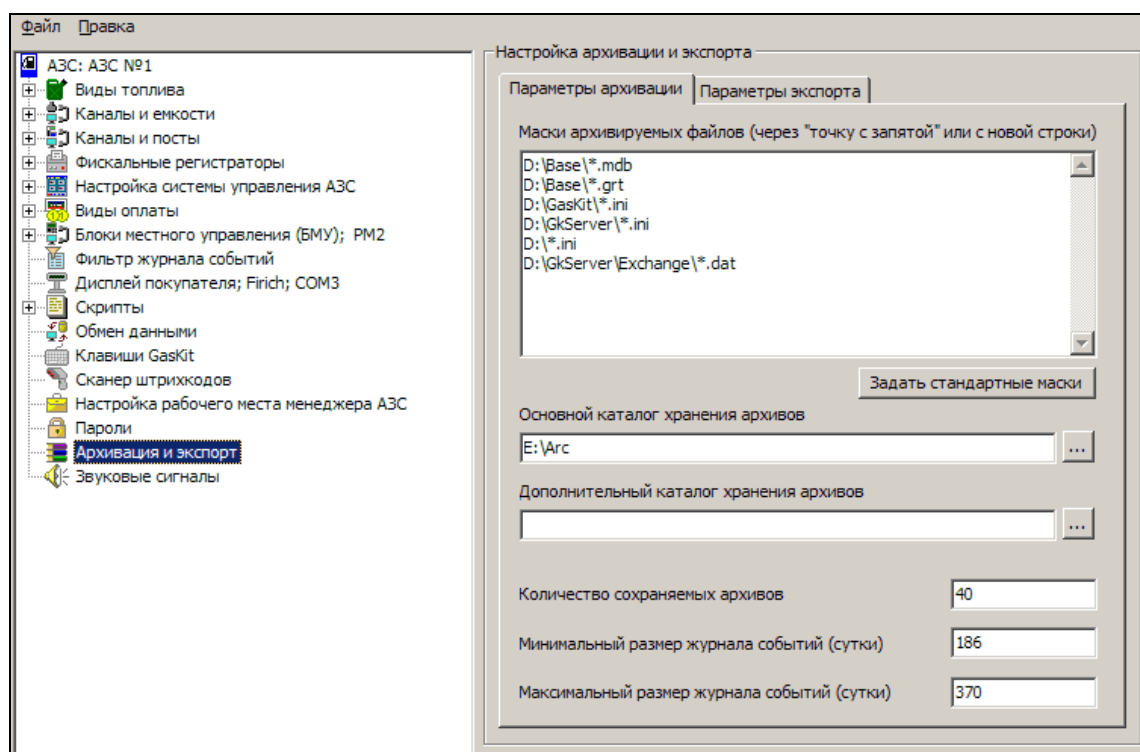 Файл Правка
АЗС: АЗС №1
Виды топлива
Каналы и емкости
Каналы и посты
Фискальные регистраторы
Настройка системы управления АЗС
Виды оплаты
Блоки местного управления (БМУ); РМ2
Фильтр журнала событий
Дисплей покупателя; Firich; COM3
Скрипты
Обмен данными
Клавиши GasKit
Сканер штрихкодов
Настройка рабочего места менеджера АЗС
Пароли
Архивация и экспорт
Звуковые сигналы
Настройка архивации и экспорта
Параметры архивации Параметры экспорта
Маски архивируемых файлов (через "точку с запятой" или с новой строки)
D:\Base\*.mdb
D:\Base\*.grt
D:\GasKit\*.ini
D:\GkServer\*.ini
D:\*.ini
D:\GkServer\Exchange\*.dat
Задать стандартные маски
Основной каталог хранения архивов
E:\Arc
...
Дополнительный каталог хранения архивов
...
Количество сохраняемых архивов 40
Минимальный размер журнала событий (сутки) 186
Максимальный размер журнала событий (сутки) 370